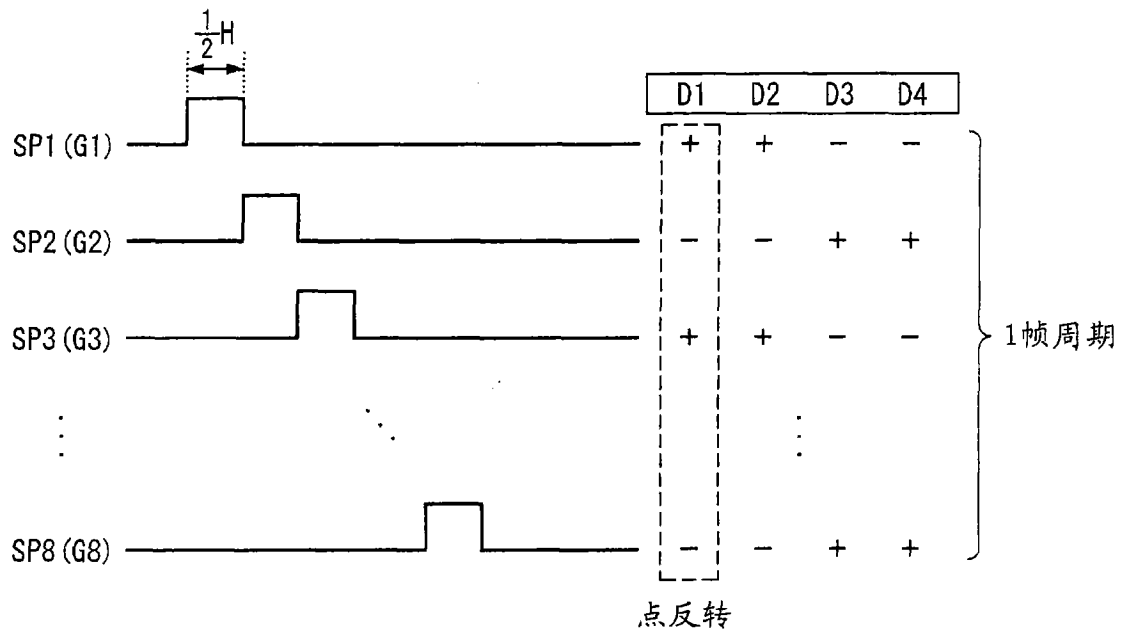 1/2 H
D1 D2 D3 D4
SP1(G1) + + − −
SP2(G2) − − + +
SP3(G3) + + − −
1帧周期
SP8(G8) − − + +
点反转